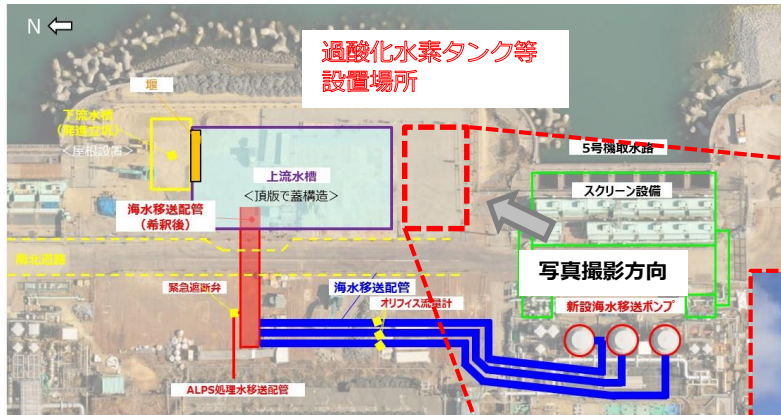 N
過酸化水素タンク等
設置場所
堰
下流水槽
(発進立坑)
<屋根設置>
上流水槽
<頂版で蓋構造>
5号機取水路
スクリーン設備
海水移送配管
(希釈後)
南北道路
写真撮影方向
緊急遮断弁
海水移送配管
オリフィス流量計
新設海水移送ポンプ
ALPS処理水移送配管